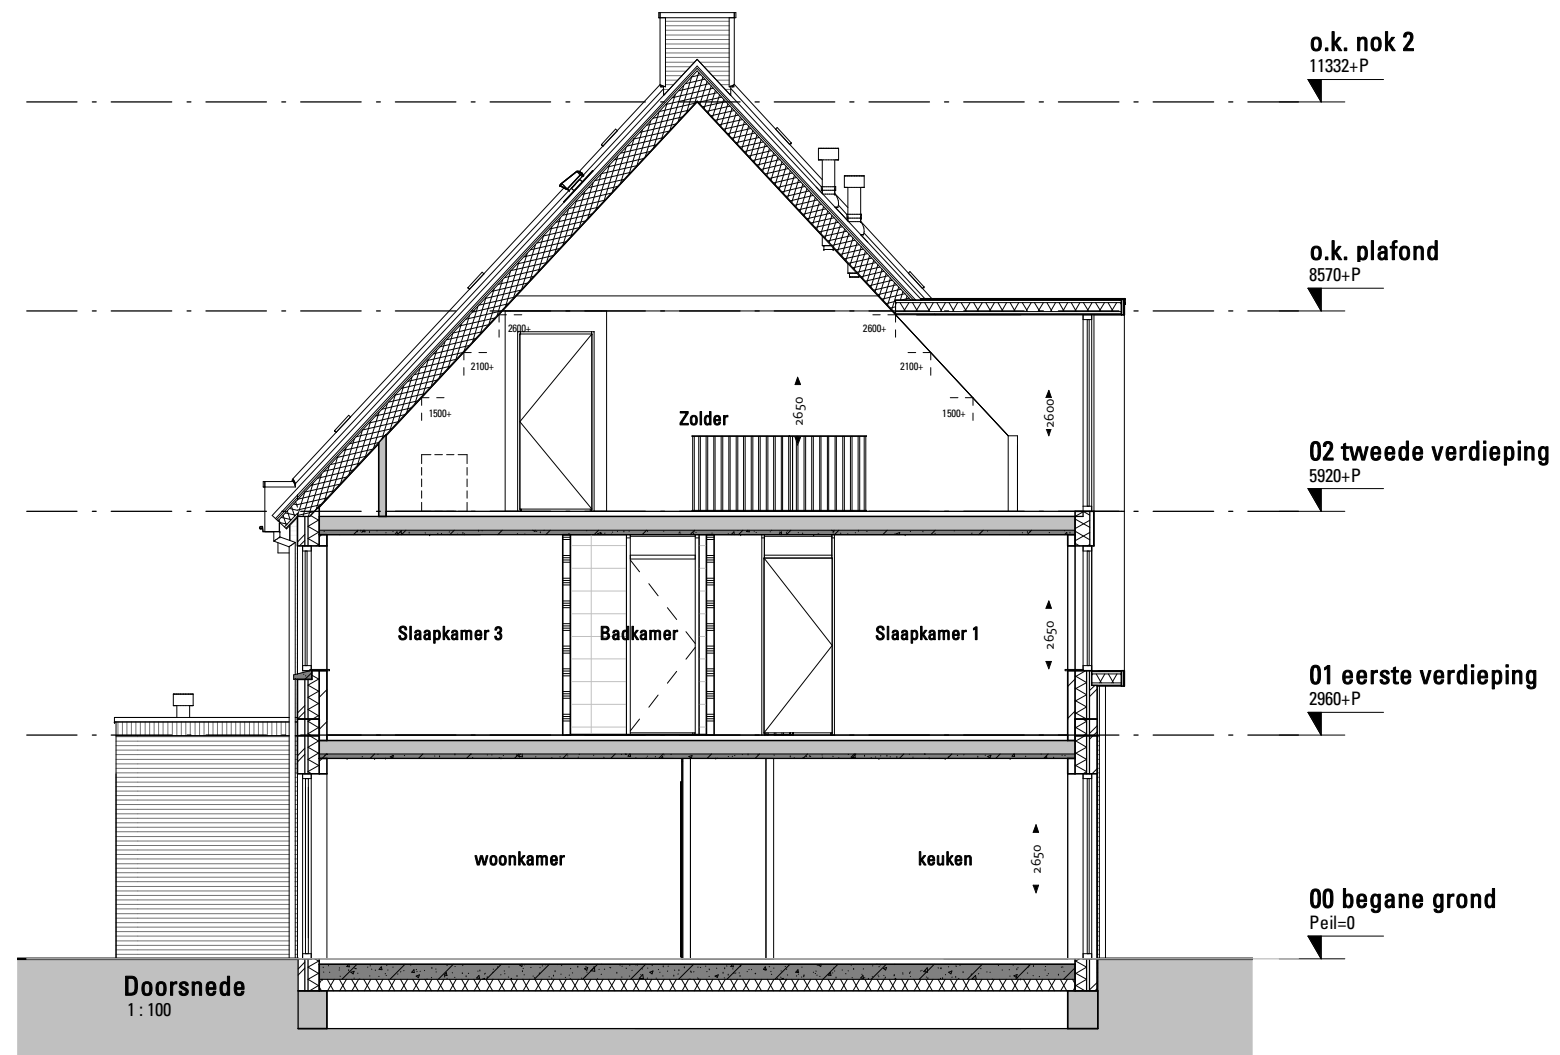 o.k. nok 2
11332+P
o.k. plafond
8570+P
2600+
2600+
2100+
2100+
1500+
Zolder
2650
1500+
2600
02 tweede verdieping
5920+P
Slaapkamer 3
Badkamer
Slaapkamer 1
2650
01 eerste verdieping
2960+P
woonkamer
keuken
2650
00 begane grond
Peil=0
Doorsnede
1 : 100